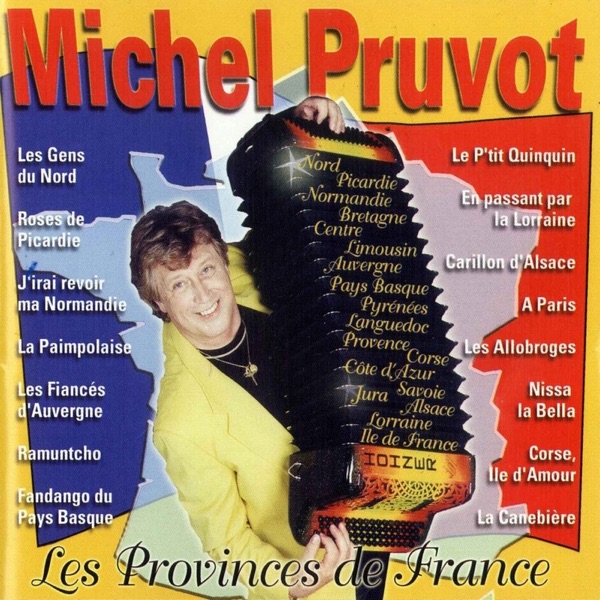 Michel Pruvot
Les Gens
du Nord
Roses de
Picardie
J'irai revoir
ma Normandie
La Paimpolaise
Les Fiancés
d'Auvergne
Ramuntcho
Fandango du
Pays Basque
Nord
Picardie
Normandie
Bretagne
Centre
Limousin
Auvergne
Pays Basque
Pyrénées
Languedoc
Provence
Corse
Côte d'Azur
Savoie
Jura
Alsace
Lorraine
Ile de France
HOHNER
Le P'tit Quinquin
En passant par
la Lorraine
Carillon d'Alsace
A Paris
Les Allobroges
Nissa
la Bella
Corse,
Ile d'Amour
La Canebière
Les Provinces de France